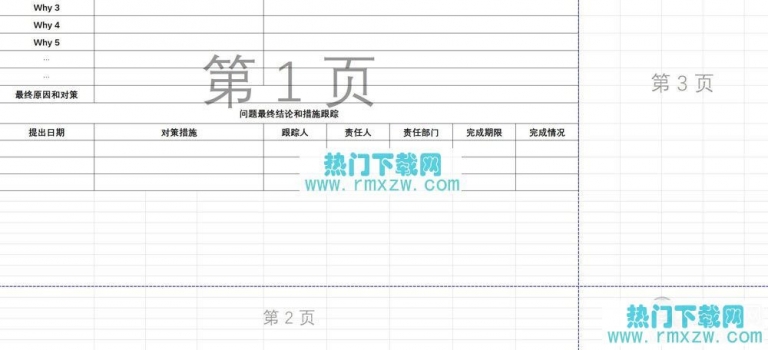 Why 3
Why 4
Why 5
...
...
第 1 页
最终原因和对策
问题最终结论和措施跟踪
提出日期 对策措施 跟踪人 责任人 责任部门 完成期限 完成情况
第 3 页
热门下载网
www.rmxzw.com
第 2 页
热门下载网
www.rmxzw.com